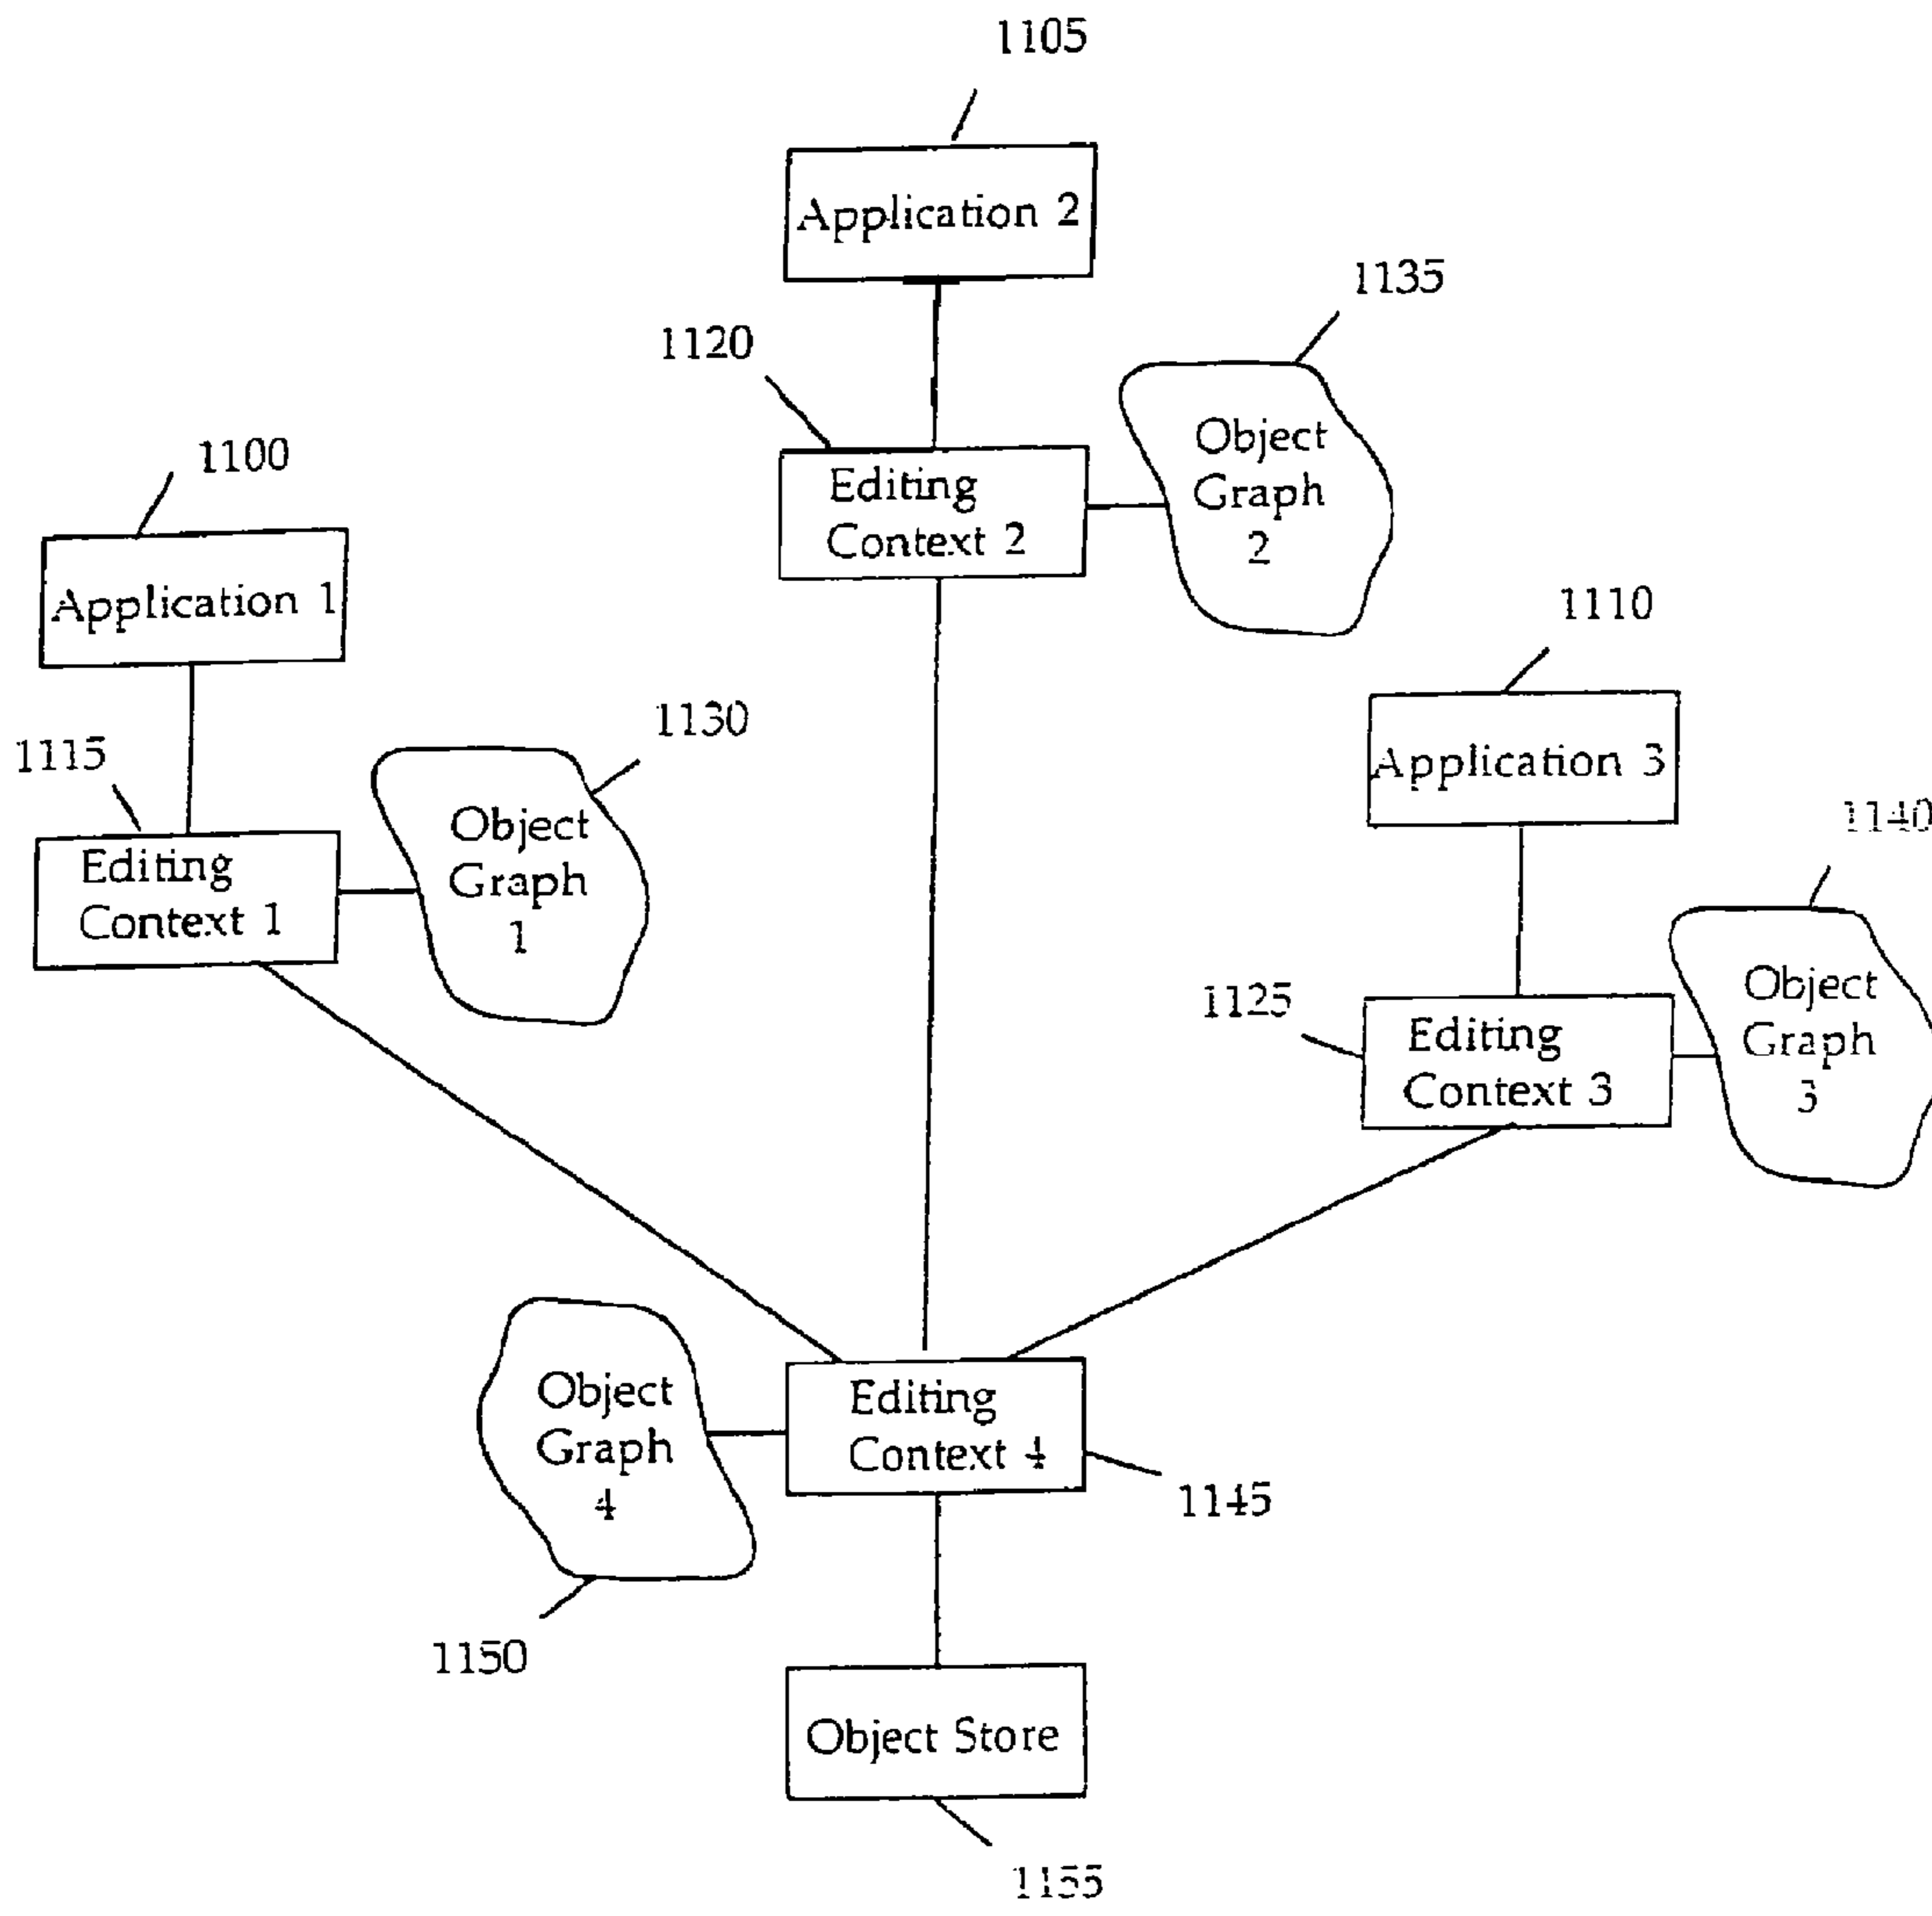 1105
Application 2
1135
1120
Object
Graph
2
Editing
Context 2
1100
Application 1
1110
Application 3
1130
1115
Object
Graph
1
Editing
Context 1
1140
Object
Graph
3
1125
Editing
Context 3
Object
Graph
4
Editing
Context 4
1145
1150
Object Store
1155